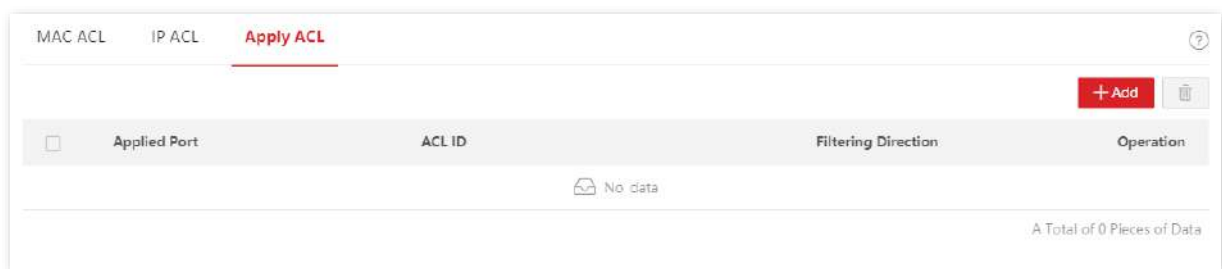 MAC ACL IP ACL Apply ACL
+ Add
Applied Port ACL ID Filtering Direction Operation
No data
A Total of 0 Pieces of Data